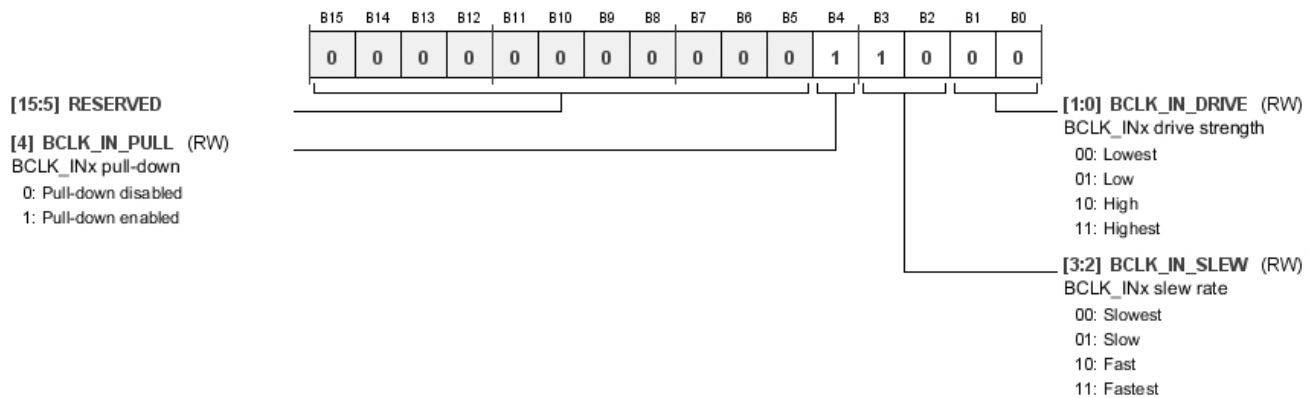 B15 B14 B13 B12 B11 B10 B9 B8 B7 B6 B5 B4 B3 B2 B1 B0
0 0 0 0 0 0 0 0 0 0 0 1 1 0 0 0
[15:5] RESERVED
[4] BCLK_IN_PULL (RW)
BCLK_INx pull-down
0: Pull-down disabled
1: Pull-down enabled
[1:0] BCLK_IN_DRIVE (RW)
BCLK_INx drive strength
00: Lowest
01: Low
10: High
11: Highest
[3:2] BCLK_IN_SLEW (RW)
BCLK_INx slew rate
00: Slowest
01: Slow
10: Fast
11: Fastest